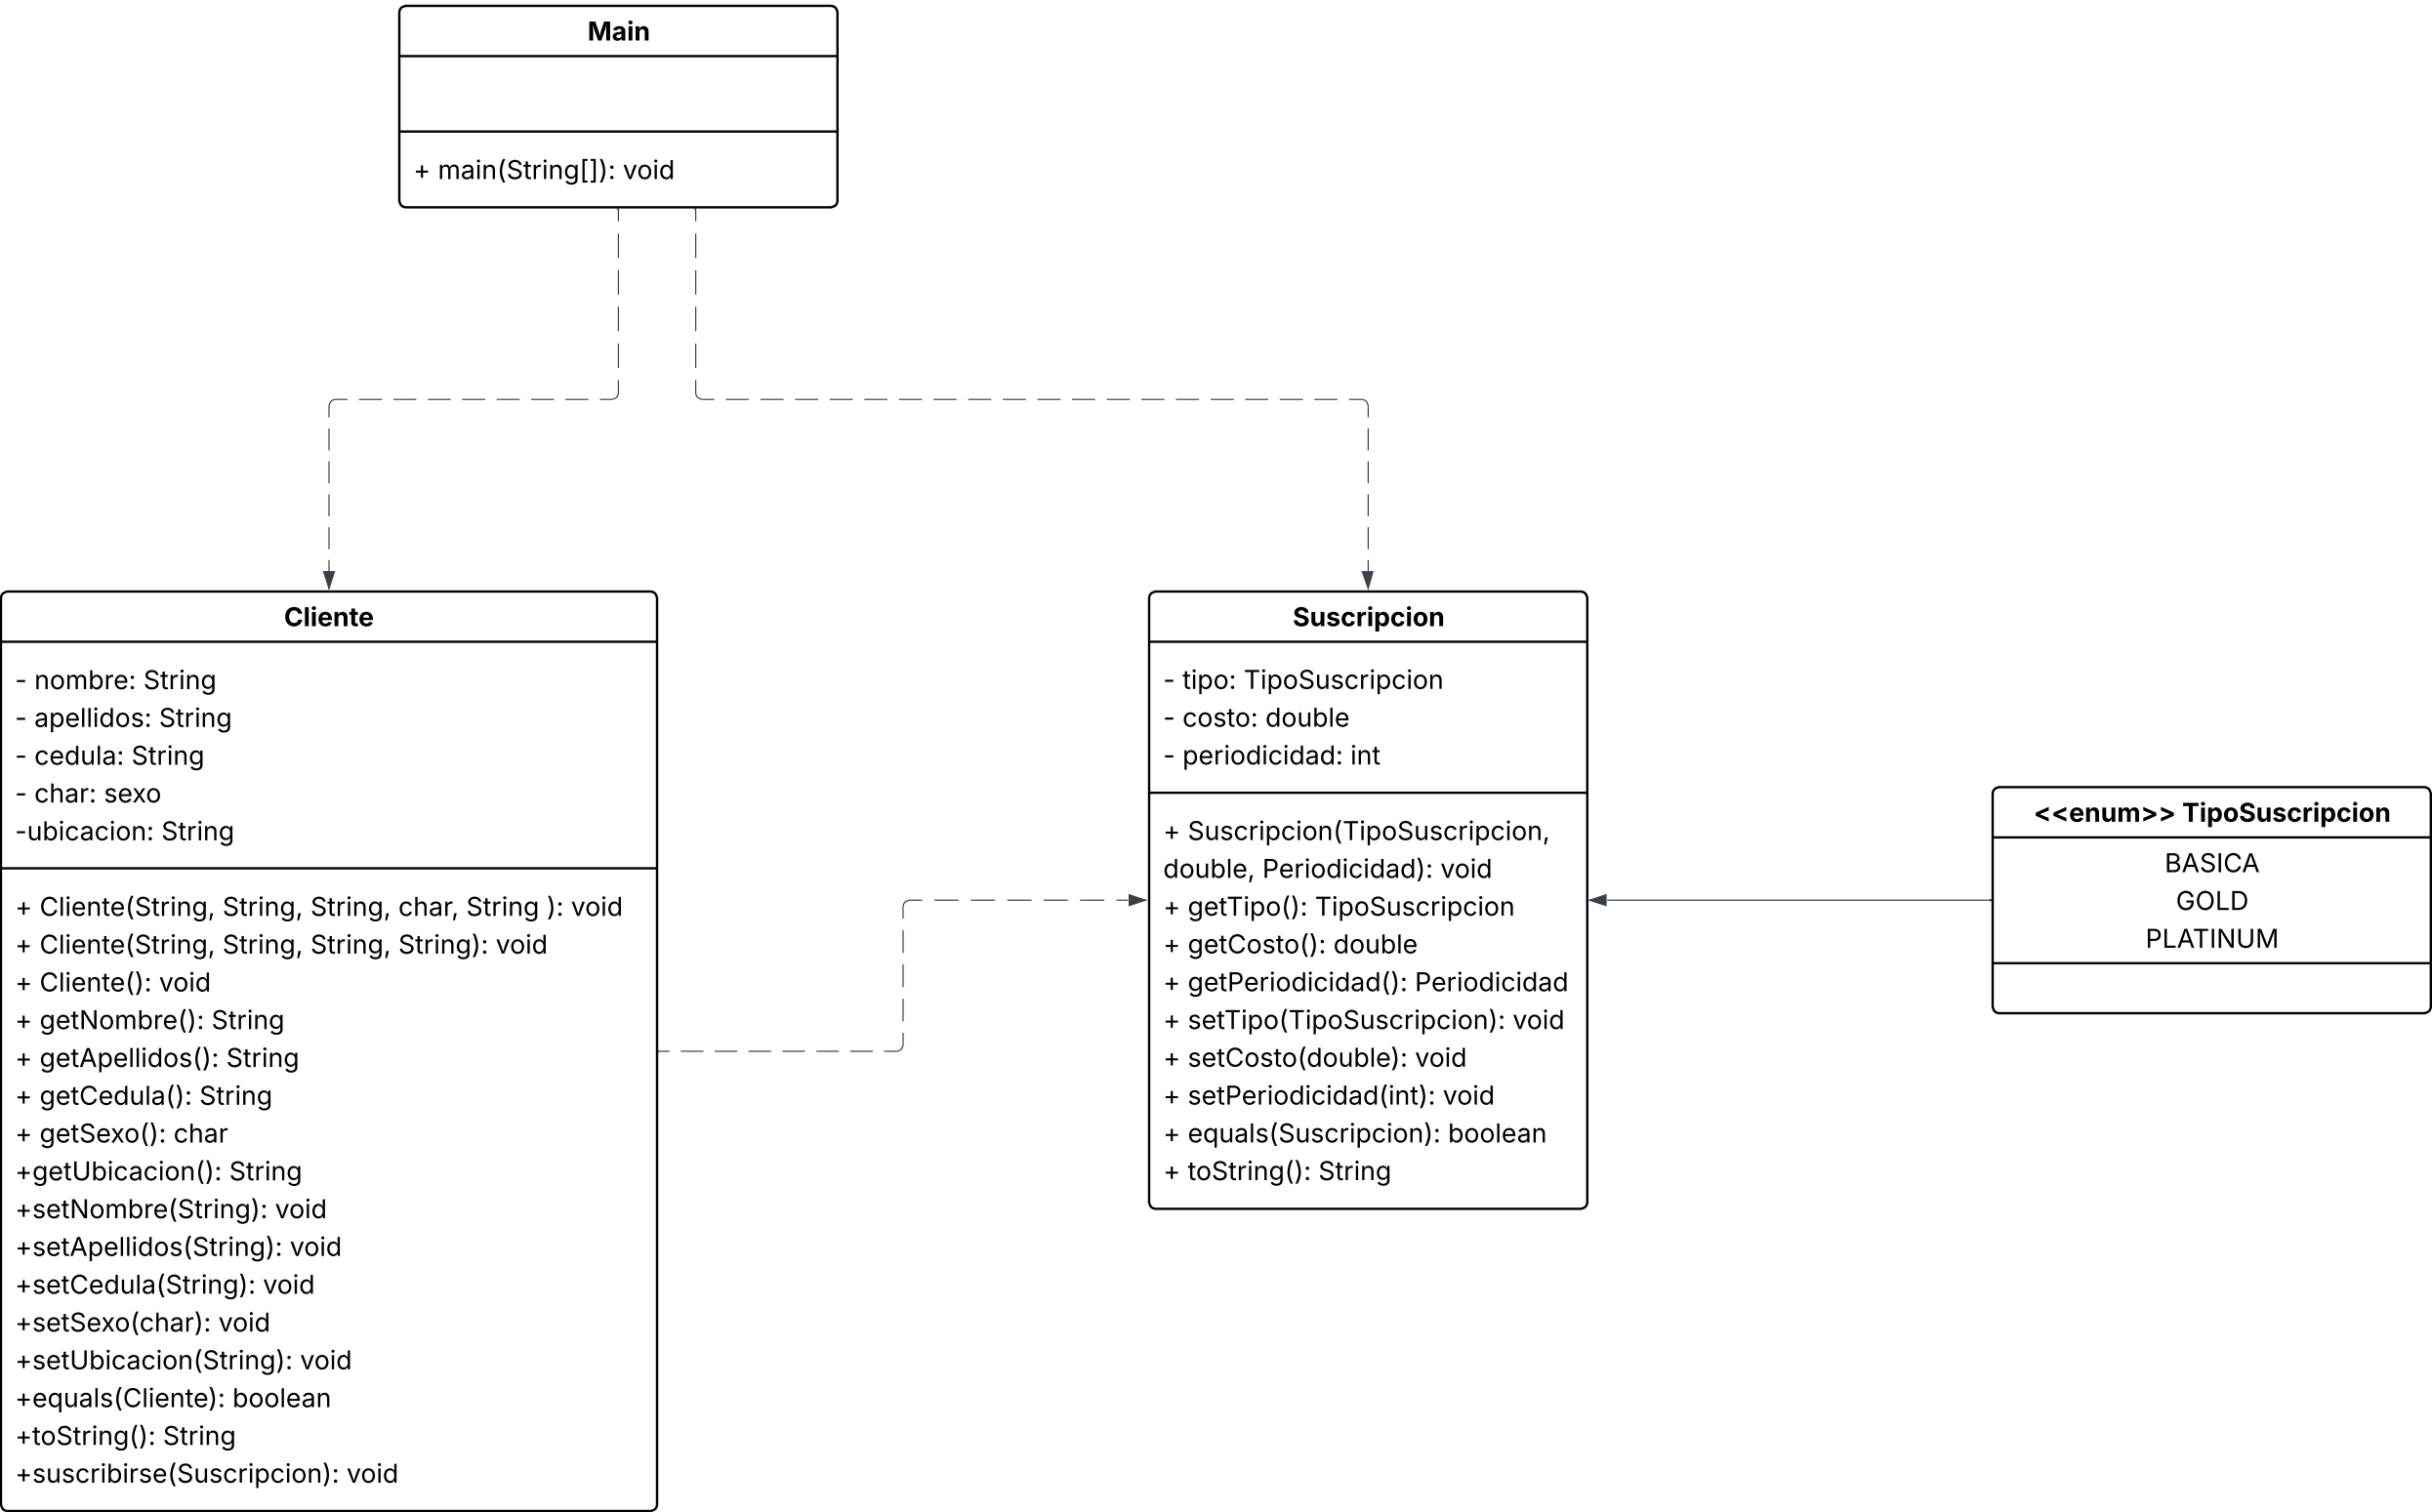 Main
+ main(String[]): void
Cliente
- nombre: String
- apellidos: String
- cedula: String
- char: sexo
-ubicacion: String
+ Cliente(String, String, String, char, String ): void
+ Cliente(String, String, String, String): void
+ Cliente(): void
+ getNombre(): String
+ getApellidos(): String
+ getCedula(): String
+ getSexo(): char
+getUbicacion(): String
+setNombre(String): void
+setApellidos(String): void
+setCedula(String): void
+setSexo(char): void
+setUbicacion(String): void
+equals(Cliente): boolean
+toString(): String
+suscribirse(Suscripcion): void
Suscripcion
- tipo: TipoSuscripcion
- costo: double
- periodicidad: int
+ Suscripcion(TipoSuscripcion,
double, Periodicidad): void
+ getTipo(): TipoSuscripcion
+ getCosto(): double
+ getPeriodicidad(): Periodicidad
+ setTipo(TipoSuscripcion): void
+ setCosto(double): void
+ setPeriodicidad(int): void
+ equals(Suscripcion): boolean
+ toString(): String
<<enum>> TipoSuscripcion
BASICA
GOLD
PLATINUM